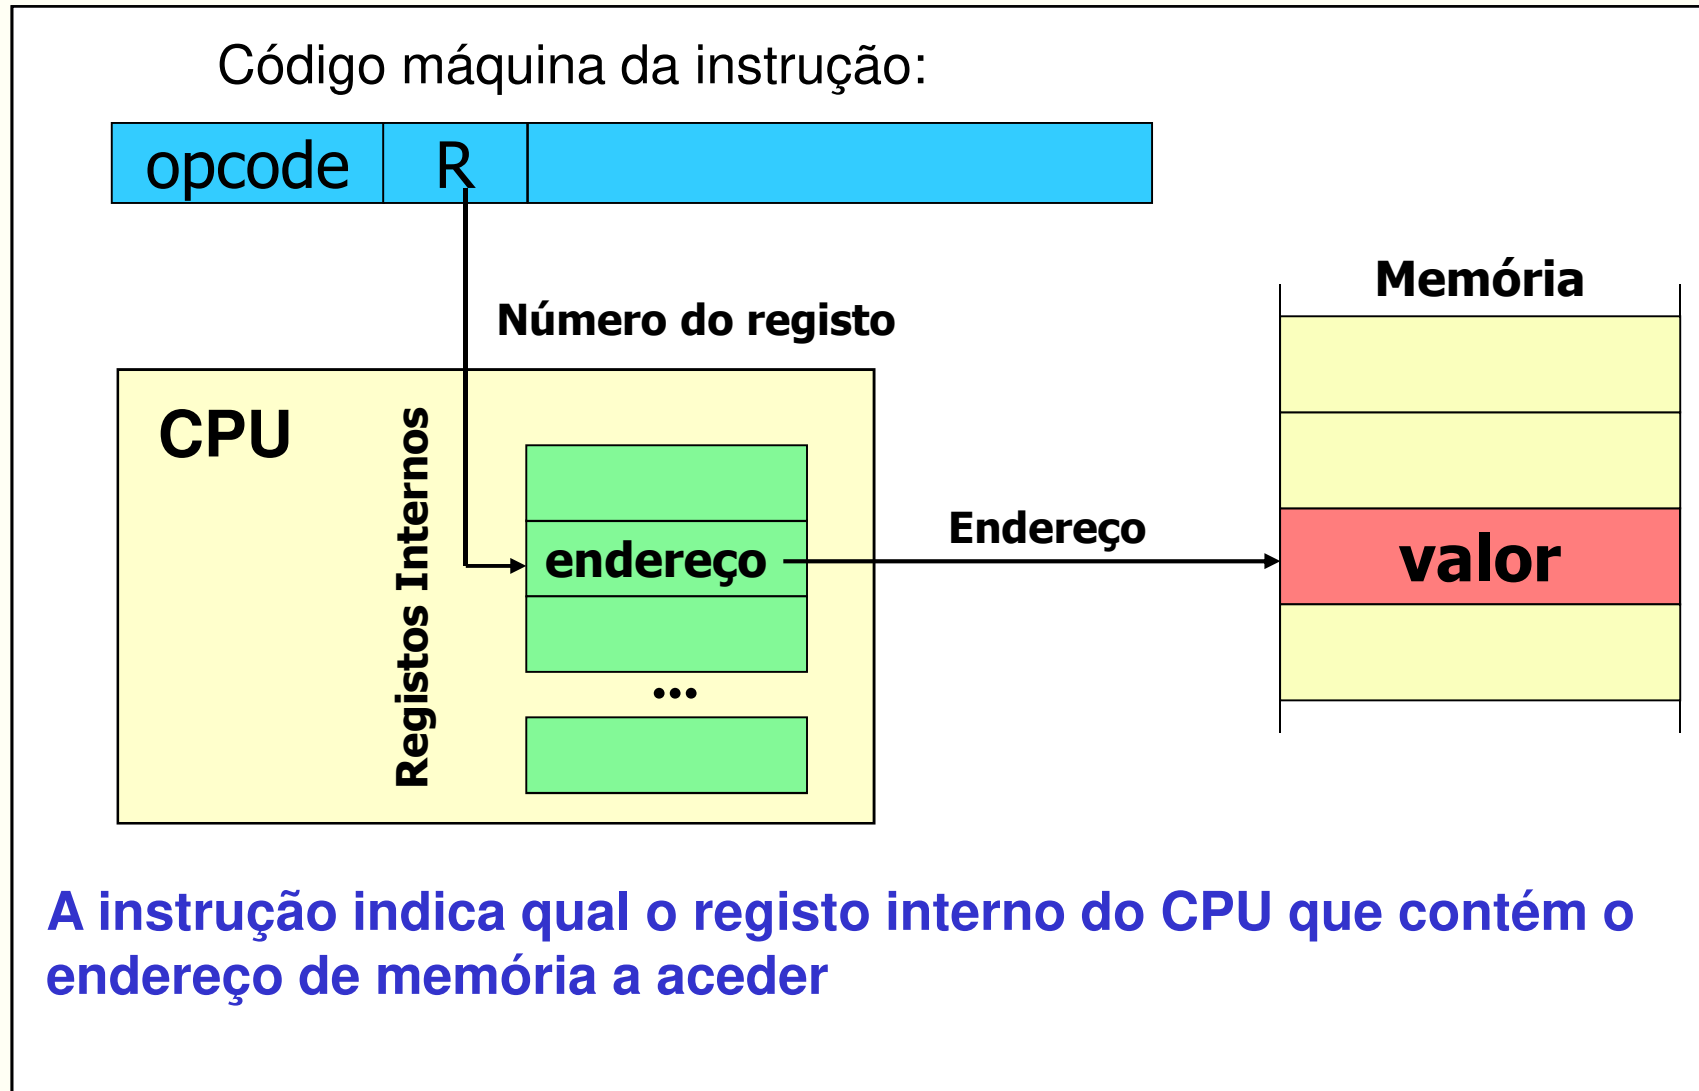 Código máquina da instrução:
opcode R
Número do registo
Memória
CPU
Registos Internos
endereço
Endereço
valor
...
A instrução indica qual o registo interno do CPU que contém o
endereço de memória a aceder